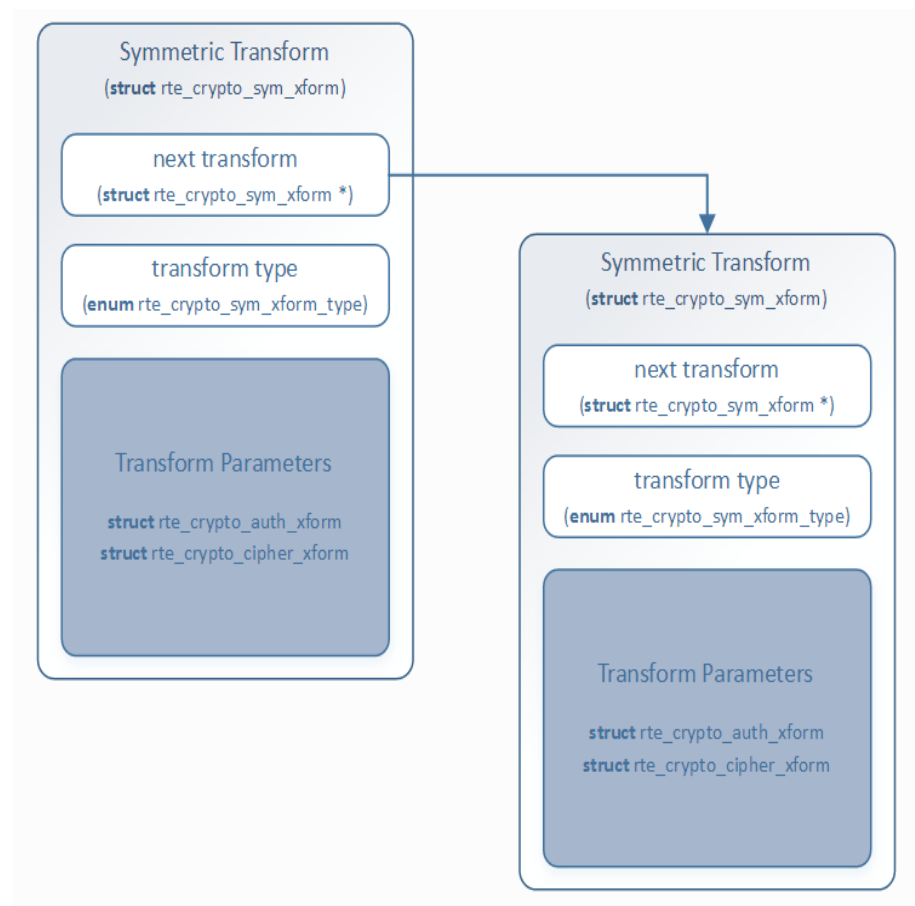 Symmetric Transform
(struct rte_crypto_sym_xform)
next transform
(struct rte_crypto_sym_xform *)
transform type
(enum rte_crypto_sym_xform_type)
Transform Parameters
struct rte_crypto_auth_xform
struct rte_crypto_cipher_xform
Symmetric Transform
(struct rte_crypto_sym_xform)
next transform
(struct rte_crypto_sym_xform *)
transform type
(enum rte_crypto_sym_xform_type)
Transform Parameters
struct rte_crypto_auth_xform
struct rte_crypto_cipher_xform